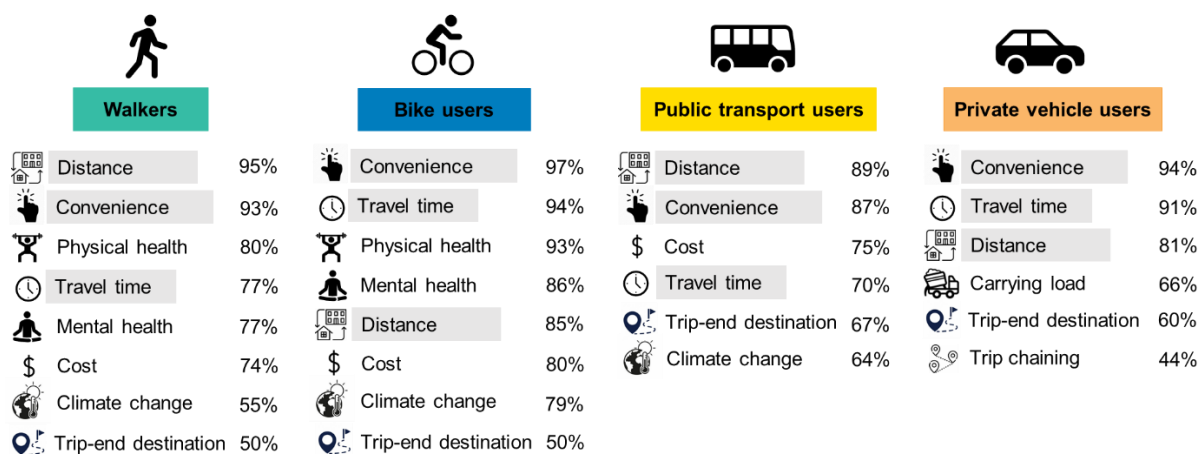 Walkers
Distance 95%
Convenience 93%
Physical health 80%
Travel time 77%
Mental health 77%
$ Cost 74%
Climate change 55%
Trip-end destination 50%
Bike users
Convenience 97%
Travel time 94%
Physical health 93%
Mental health 86%
Distance 85%
$ Cost 80%
Climate change 79%
Trip-end destination 50%
Public transport users
Distance 89%
Convenience 87%
$ Cost 75%
Travel time 70%
Trip-end destination 67%
Climate change 64%
Private vehicle users
Convenience 94%
Travel time 91%
Distance 81%
Carrying load 66%
Trip-end destination 60%
Trip chaining 44%